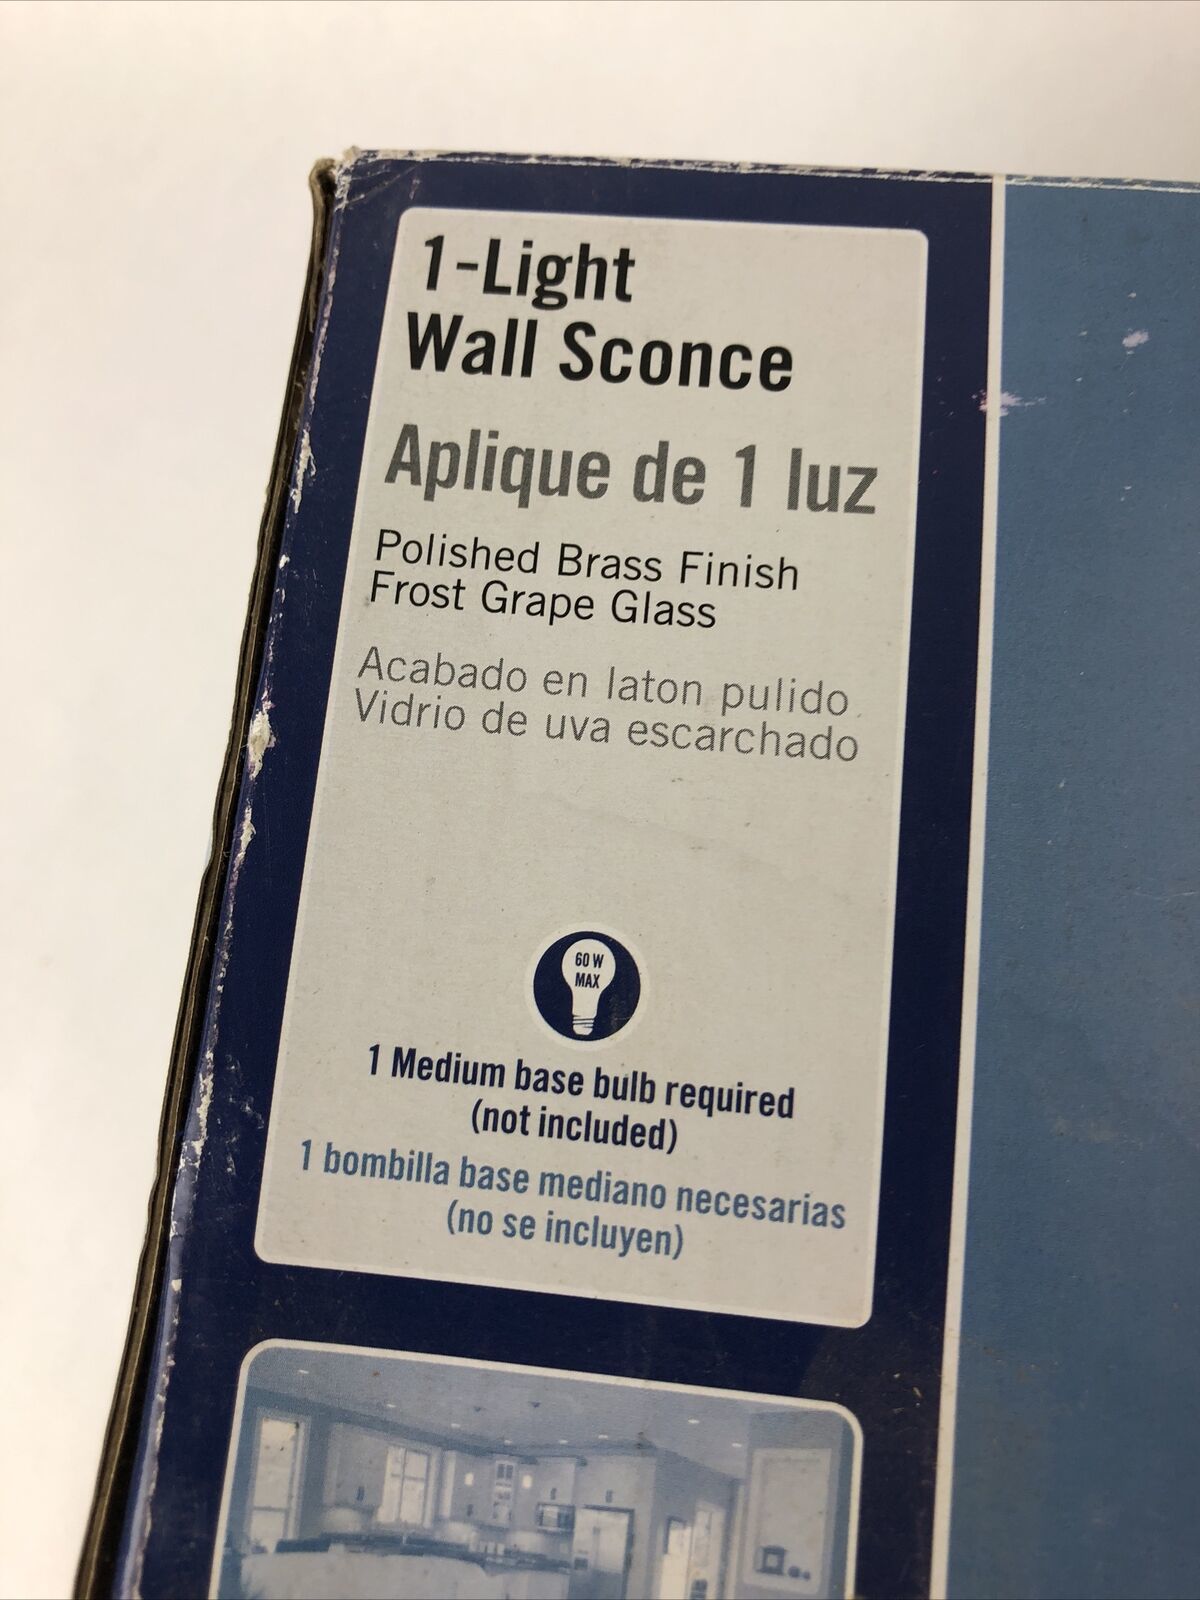 1-Light
Wall Sconce
Aplique de 1 luz
Polished Brass Finish
Frost Grape Glass
Acabado en laton pulido
Vidrio de uva escarchado
60 W
MAX
1 Medium base bulb required
(not included)
1 bombilla base mediano necesarias
(no se incluyen)